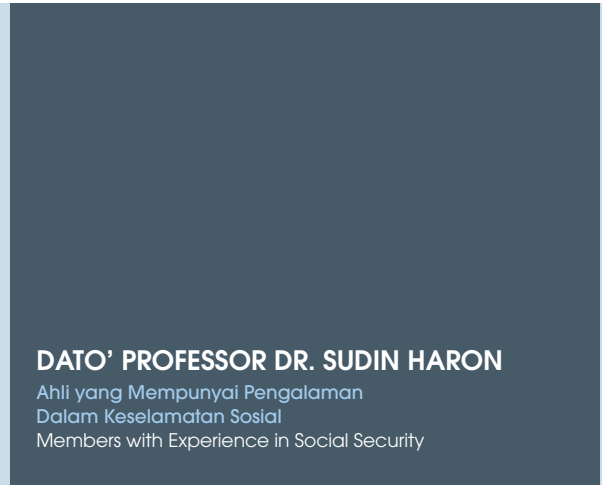 DATO’ PROFESSOR DR. SUDIN HARON
Ahli yang Mempunyai Pengalaman
Dalam Keselamatan Sosial
Members with Experience in Social Security